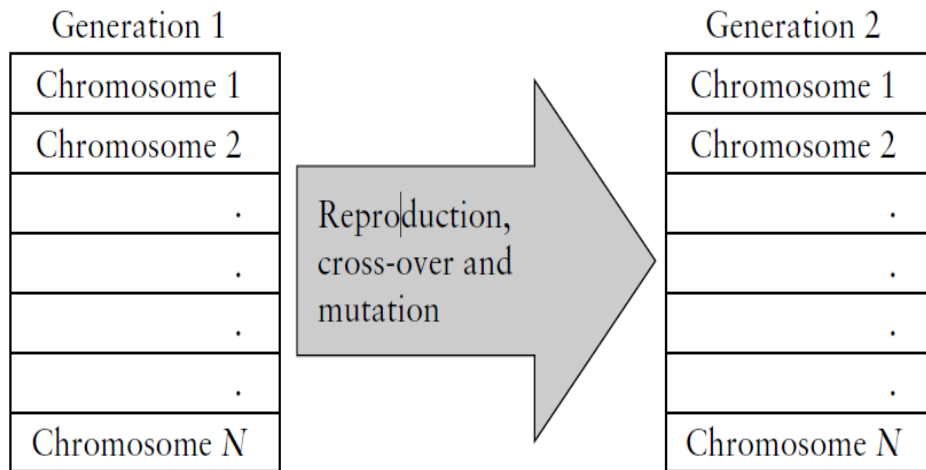 Generation 1
Chromosome 1
Chromosome 2
.
.
.
.
Chromosome N
Reproduction,
cross-over and
mutation
Generation 2
Chromosome 1
Chromosome 2
.
.
.
.
Chromosome N